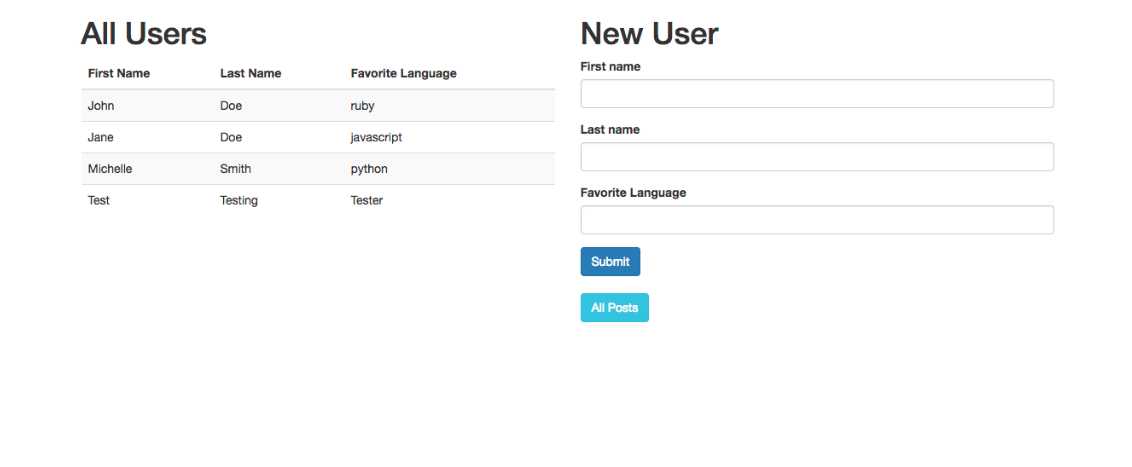 All Users
First Name Last Name Favorite Language
John Doe ruby
Jane Doe javascript
Michelle Smith python
Test Testing Tester
New User
First name
Last name
Favorite Language
Submit
All Posts